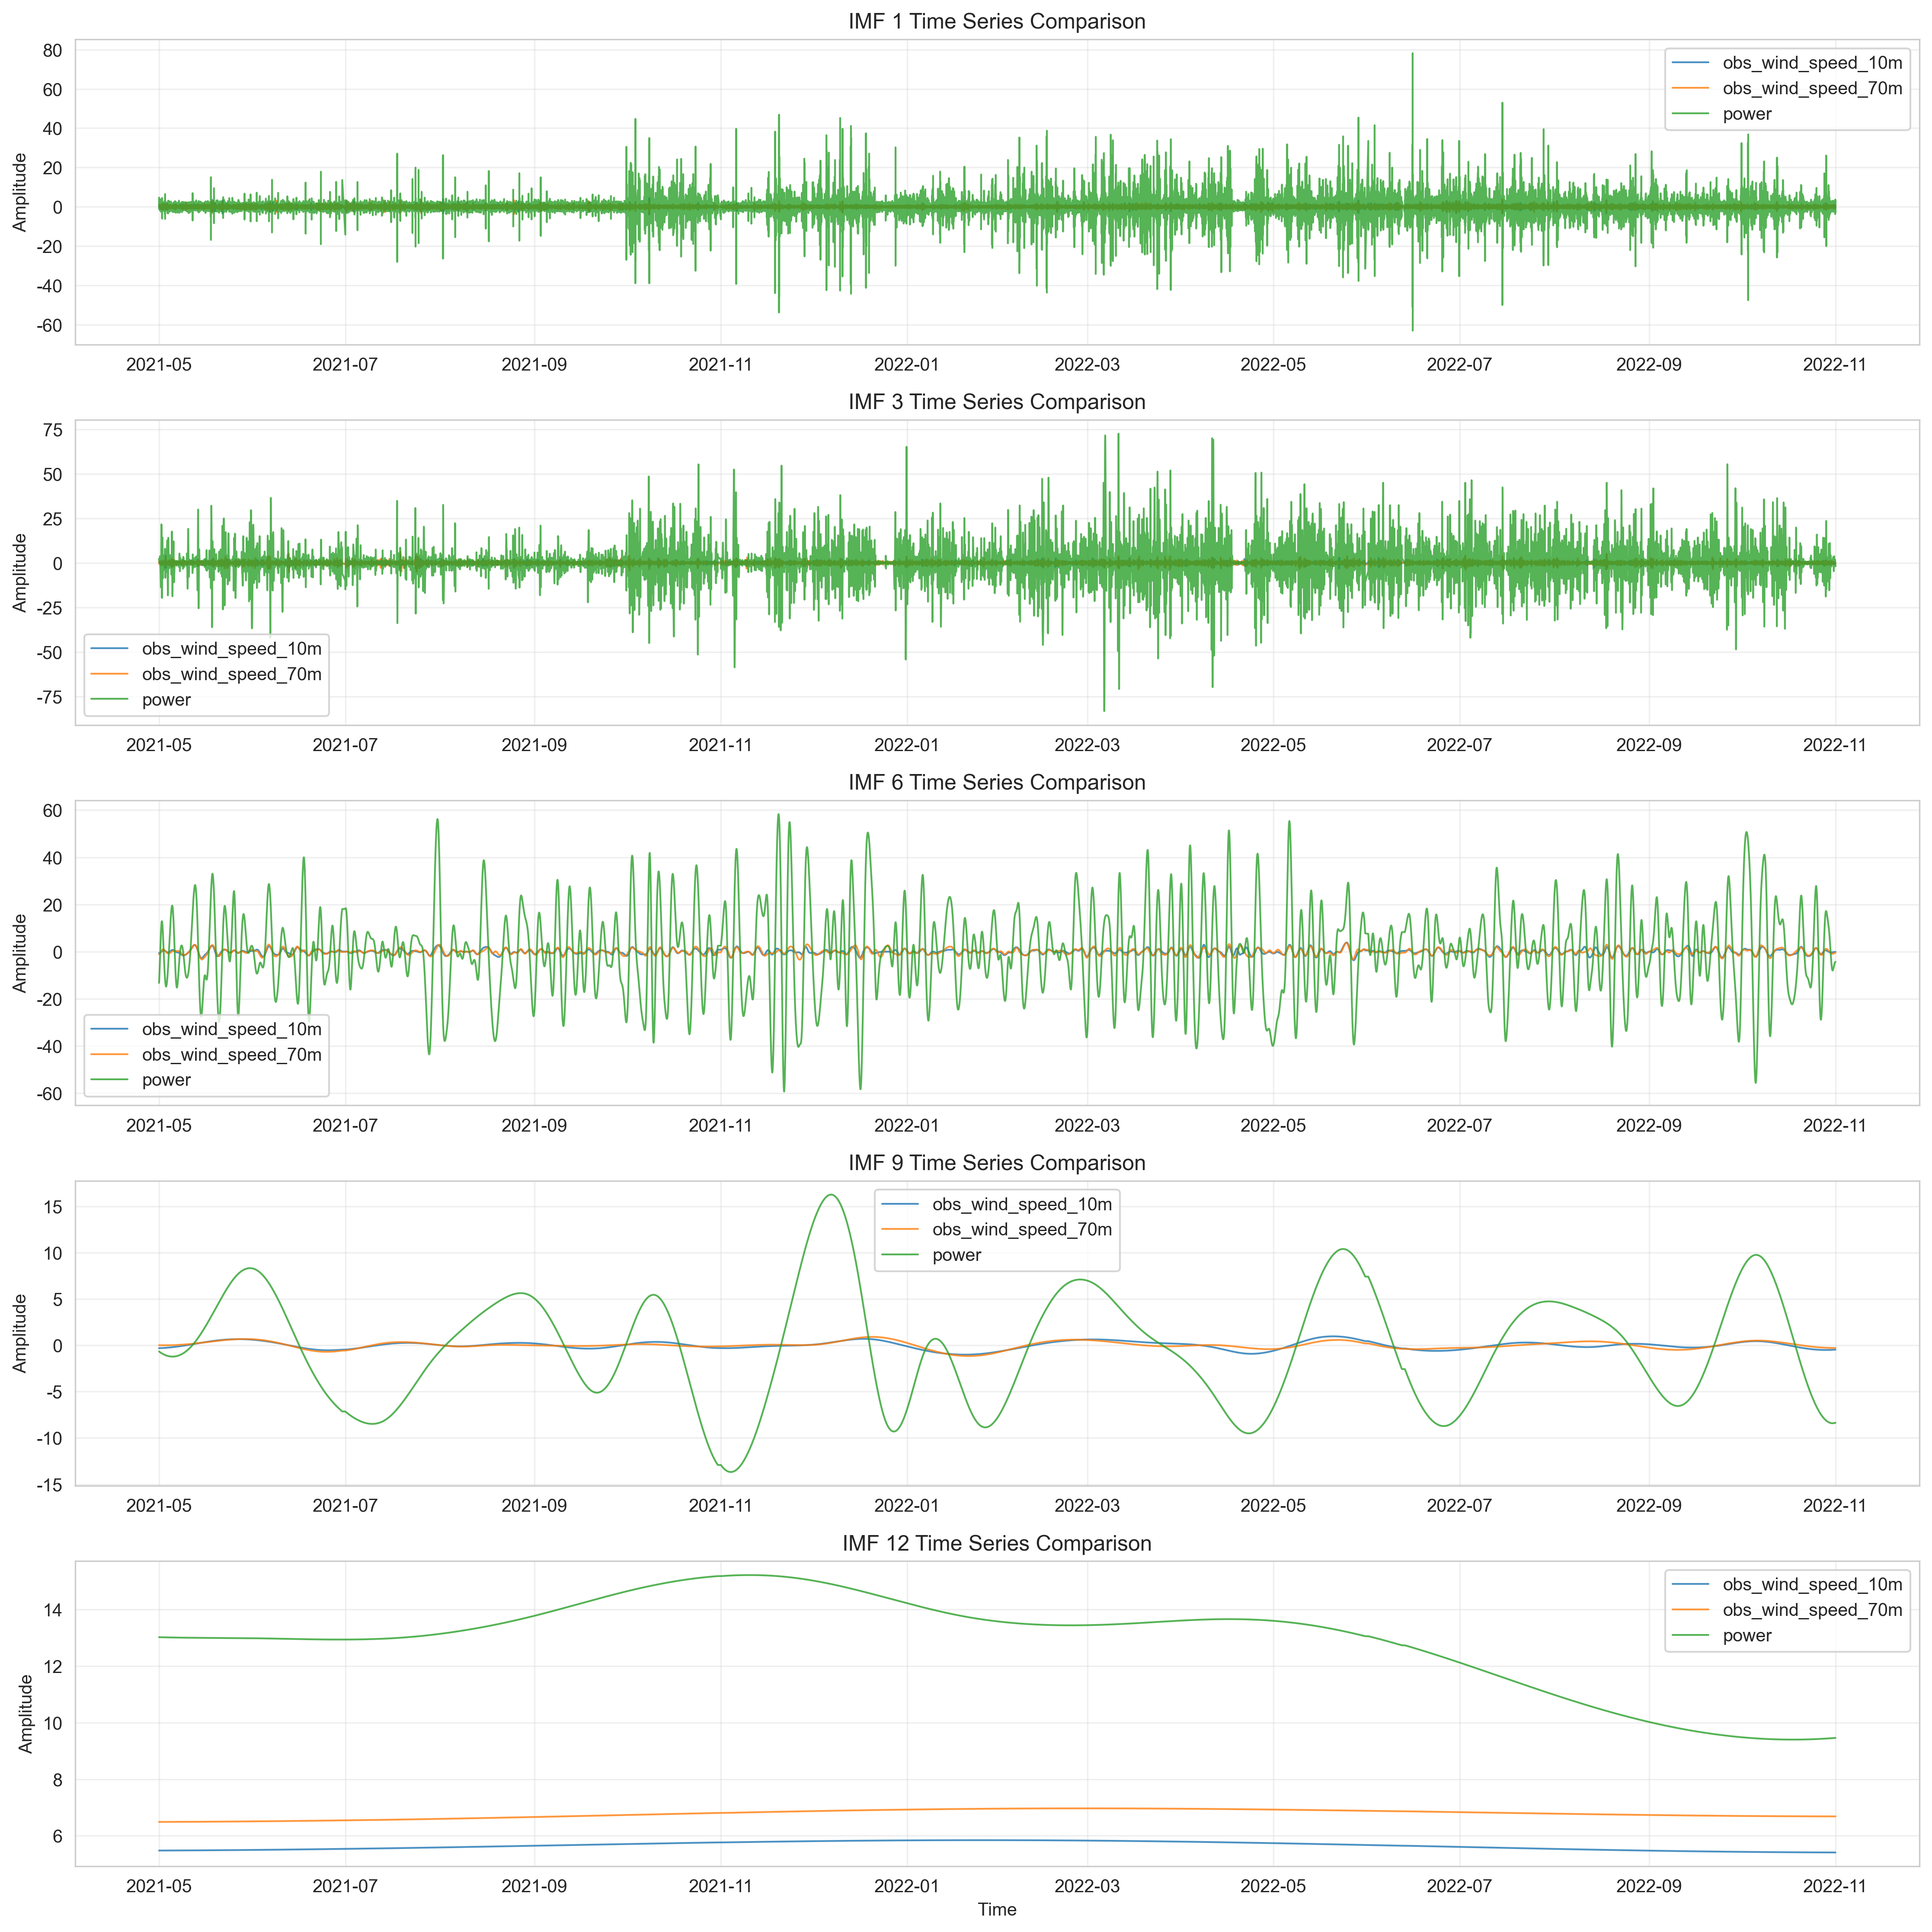 IMF 1 Time Series Comparison
80
60
40
20
0
-20
-40
-60
Amplitude
obs_wind_speed_10m
obs_wind_speed_70m
power
2021-05 2021-07 2021-09 2021-11 2022-01 2022-03 2022-05 2022-07 2022-09 2022-11
IMF 3 Time Series Comparison
75
50
25
0
-25
-50
-75
Amplitude
obs_wind_speed_10m
obs_wind_speed_70m
power
2021-05 2021-07 2021-09 2021-11 2022-01 2022-03 2022-05 2022-07 2022-09 2022-11
IMF 6 Time Series Comparison
60
40
20
0
-20
-40
-60
Amplitude
obs_wind_speed_10m
obs_wind_speed_70m
power
2021-05 2021-07 2021-09 2021-11 2022-01 2022-03 2022-05 2022-07 2022-09 2022-11
IMF 9 Time Series Comparison
15
10
5
0
-5
-10
-15
Amplitude
obs_wind_speed_10m
obs_wind_speed_70m
power
2021-05 2021-07 2021-09 2021-11 2022-01 2022-03 2022-05 2022-07 2022-09 2022-11
IMF 12 Time Series Comparison
14
12
10
8
6
Amplitude
obs_wind_speed_10m
obs_wind_speed_70m
power
2021-05 2021-07 2021-09 2021-11 2022-01 2022-03 2022-05 2022-07 2022-09 2022-11
Time